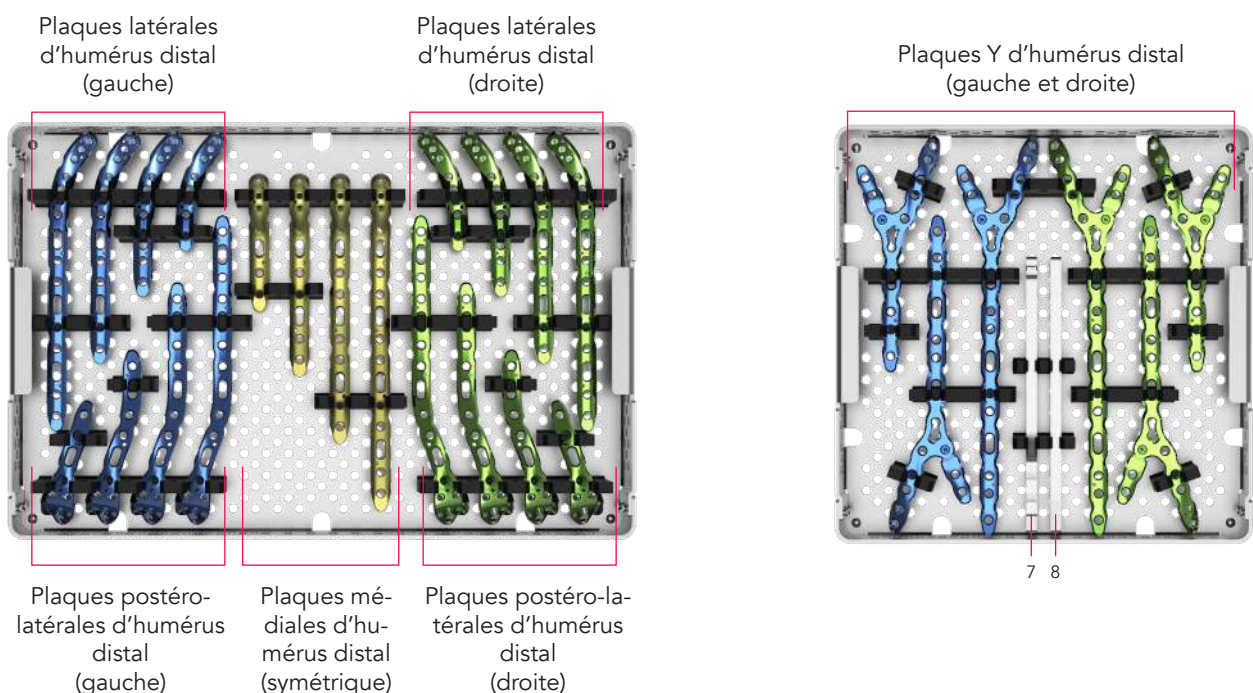 Plaques latérales
d'humérus distal
(gauche)
Plaques latérales
d'humérus distal
(droite)
Plaques Y d'humérus distal
(gauche et droite)
7 8
Plaques postéro-
latérales d'humérus
distal
(gauche)
Plaques mé-
diales d'hu-
mérus distal
(symétrique)
Plaques postéro-la-
térales d'humérus
distal
(droite)